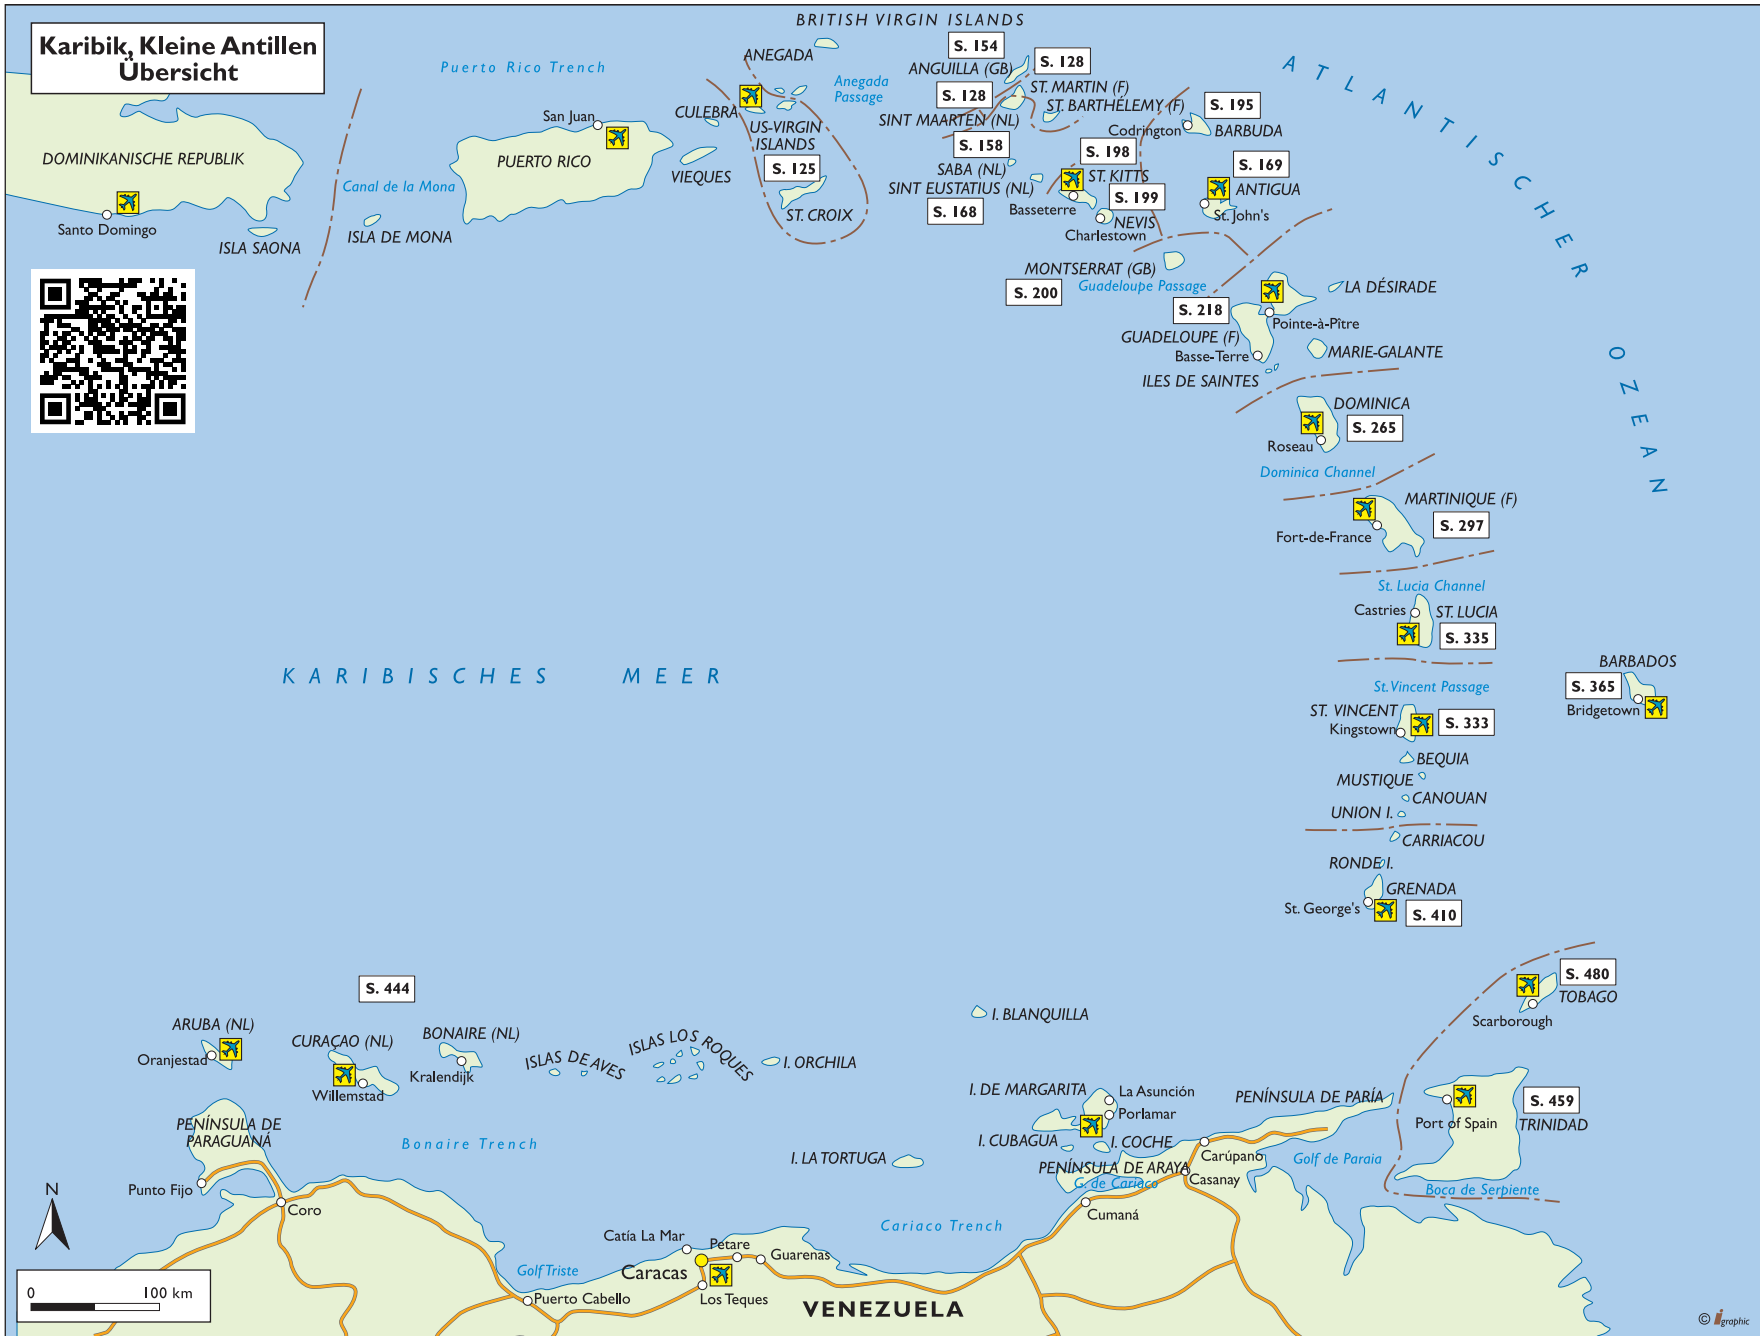 Karibik, Kleine Antillen
Übersicht
BRITISH VIRGIN ISLANDS
ANEGADA
Puerto Rico Trench
Anegada
Passage
S. 154
ANGUILLA (GB)
S. 128
ST. MARTIN (F)
S. 128
ST. BARTHÉLEMY (F)
SINT MAARTEN (NL)
S. 195
Codrington
BARBUDA
ATLANTISCHER OZEAN
San Juan
CULEBRA
US-VIRGIN
ISLANDS
S. 125
ST. CROIX
DOMINIKANISCHE REPUBLIK
PUERTO RICO
VIEQUES
Canal de la Mona
Santo Domingo
ISLA SAONA
ISLA DE MONA
S. 158
SABA (NL)
SINT EUSTATIUS (NL)
S. 168
S. 198
ST. KITTS
S. 199
Basseterre
NEVIS
Charlestown
S. 169
ANTIGUA
St. John's
MONTSERRAT (GB)
S. 200
Guadeloupe Passage
LA DÉSIRADE
S. 218
Pointe-à-Pître
GUADELOUPE (F)
Basse-Terre
MARIE-GALANTE
ILES DE SAINTES
DOMINICA
S. 265
Roseau
Dominica Channel
MARTINIQUE (F)
S. 297
Fort-de-France
St. Lucia Channel
Castries
ST. LUCIA
S. 335
KARIBISCHES MEER
St. Vincent Passage
BARBADOS
S. 365
Bridgetown
ST. VINCENT
Kingstown
S. 333
BEQUIA
MUSTIQUE
CANOUAN
UNION I.
CARRIACOU
RONDE I.
GRENADA
St. George's
S. 410
S. 480
TOBAGO
Scarborough
S. 444
ARUBA (NL)
Oranjestad
CURAÇAO (NL)
Willemstad
BONAIRE (NL)
Kralendijk
ISLAS DE AVES
ISLAS LOS ROQUES
I. BLANQUILLA
I. ORCHILA
I. DE MARGARITA
La Asunción
Porlamar
PENÍNSULA DE PARÍA
S. 459
Port of Spain
TRINIDAD
PENÍNSULA DE
PARAGUANÁ
Bonaire Trench
I. CUBAGUA
I. COCHE
I. LA TORTUGA
PENÍNSULA DE ARAYA
G. de Cariaco
Carúpano
Casanay
Golf de Paraia
Boca de Serpiente
Punto Fijo
N
Coro
Cumaná
Cariaco Trench
Catía La Mar
Petare
Guarenas
Caracas
Los Teques
Golf Triste
Puerto Cabello
VENEZUELA
0 100 km
© igraphic